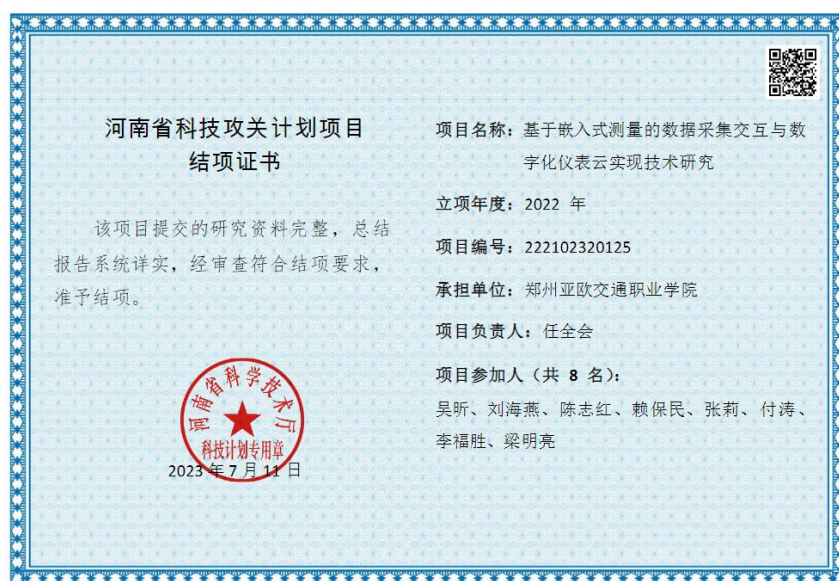 河南省科技攻关计划项目
结项证书
该项目提交的研究资料完整，总结
报告系统详实，经审查符合结项要求，
准予结项。
河南省科学技术厅
科技计划专用章
2023 年 7 月 11 日
项目名称：基于嵌入式测量的数据采集交互与数
字化仪表云实现技术研究
立项年度：2022 年
项目编号：222102320125
承担单位：郑州亚欧交通职业学院
项目负责人：任全会
项目参加人（共 8 名）：
吴昕、刘海燕、陈志红、赖保民、张莉、付涛、
李福胜、梁明亮